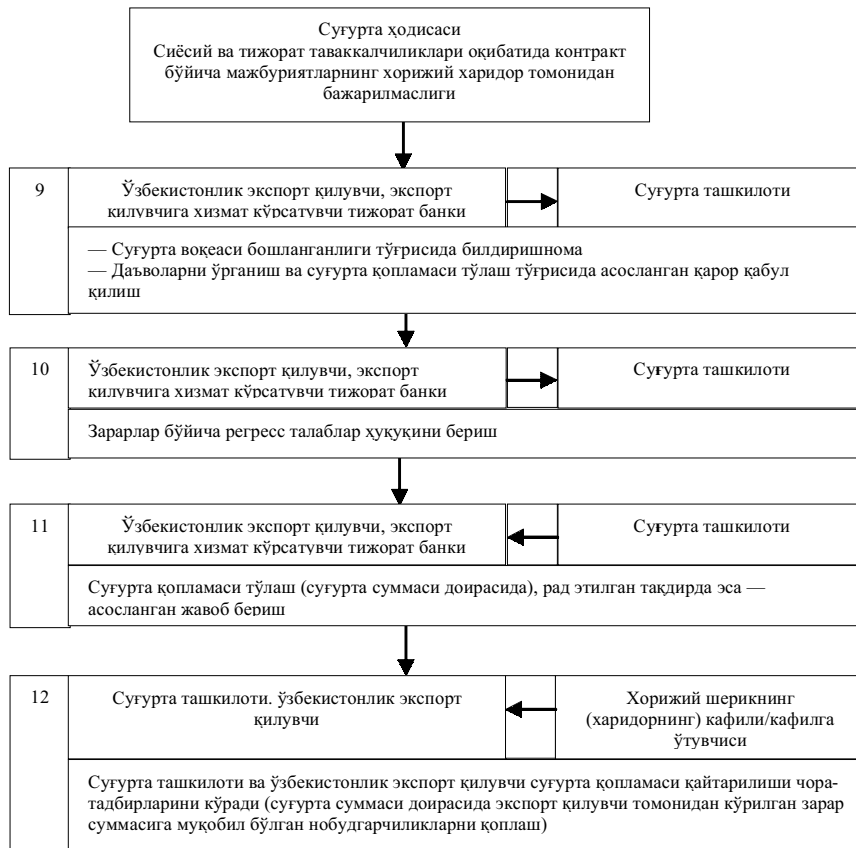 Суғурта ҳодисаси
Сиёсий ва тижорат таваккалчиликлари оқибатида контракт
бўйича мажбуриятларнинг хорижий харидор томонидан
бажарилмаслиги
9
Ўзбекистонлик экспорт қилувчи, экспорт
қилувчига хизмат кўрсатувчи тижорат банки
Суғурта ташкилоти
— Суғурта воқеаси бошланганлиги тўғрисида билдиришнома
— Даъволарни ўрганиш ва суғурта қопламаси тўлаш тўғрисида асосланган қарор қабул
қилиш
10
Ўзбекистонлик экспорт қилувчи, экспорт
қилувчига хизмат кўрсатувчи тижорат банки
Суғурта ташкилоти
Зарарлар бўйича регресс талаблар ҳуқуқини бериш
11
Ўзбекистонлик экспорт қилувчи, экспорт
қилувчига хизмат кўрсатувчи тижорат банки
Суғурта ташкилоти
Суғурта қопламаси тўлаш (суғурта суммаси доирасида), рад этилган тақдирда эса —
асосланган жавоб бериш
12
Суғурта ташкилоти. ўзбекистонлик экспорт
қилувчи
Хорижий шерикнинг
(харидорнинг) кафили/кафилга
ўтувчиси
Суғурта ташкилоти ва ўзбекистонлик экспорт қилувчи суғурта қопламаси қайтарилиши чора-
тадбирларини кўради (суғурта суммаси доирасида экспорт қилувчи томонидан кўрилган зарар
суммасига муқобил бўлган нобудгарчиликларни қоплаш)